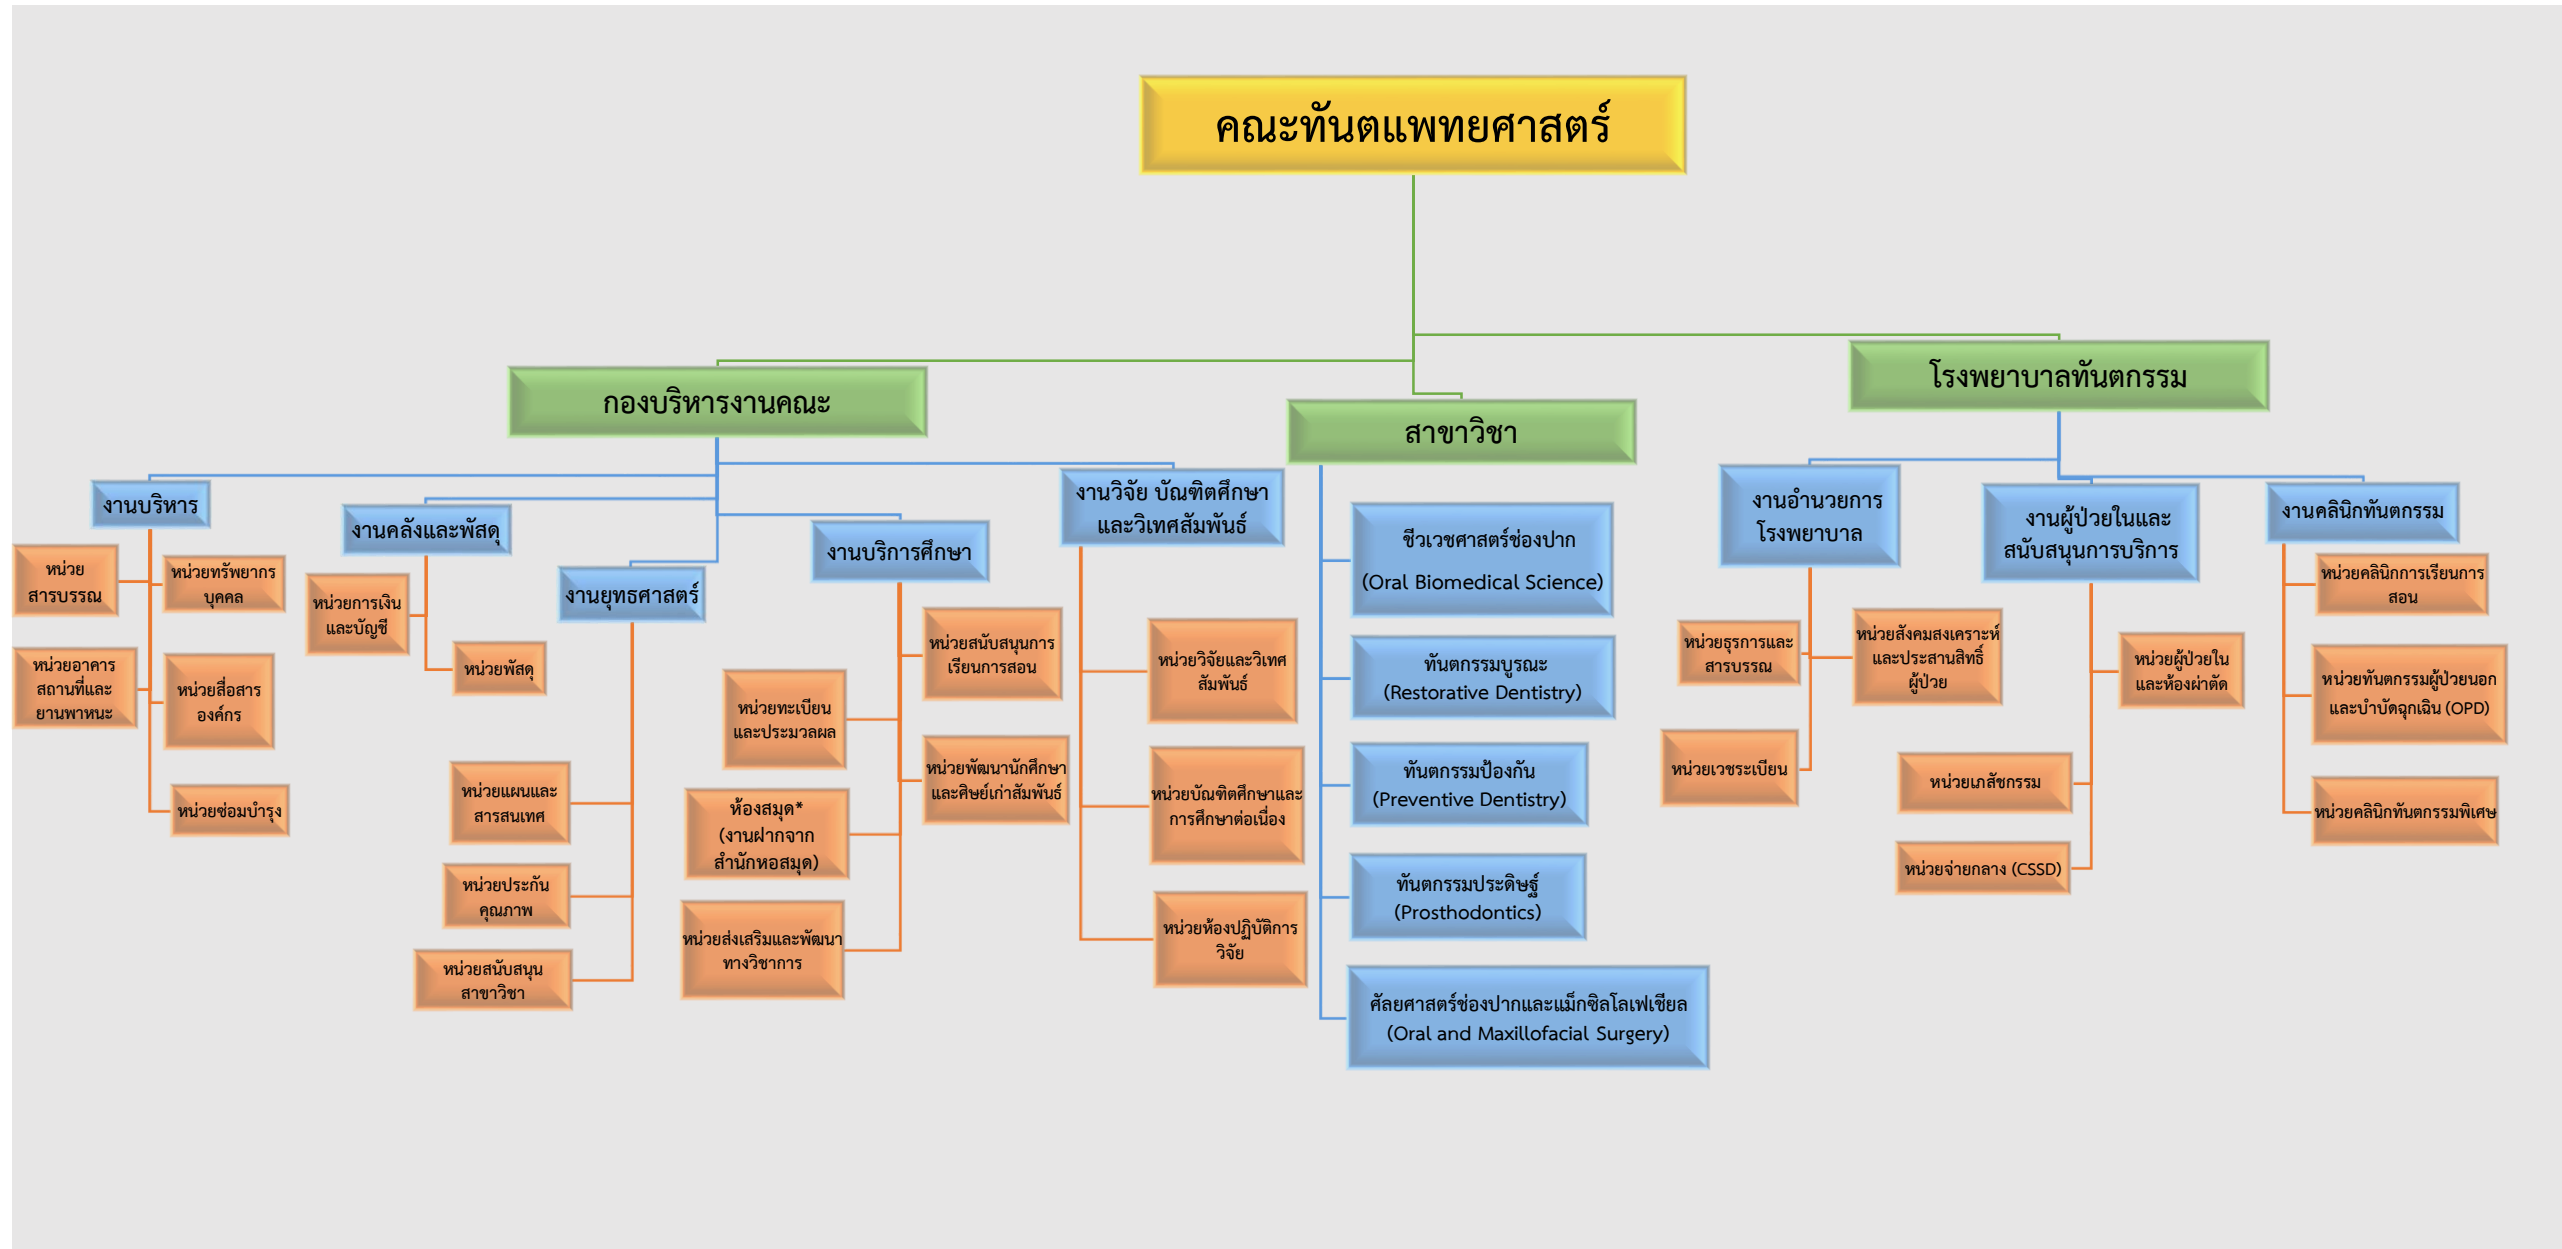 คณะทันตแพทยศาสตร์
กองบริหารงานคณะ
งานบริหาร
หน่วย
สารบรรณ
หน่วยทรัพยากร
บุคคล
หน่วยอาคาร
สถานที่และ
ยานพาหนะ
หน่วยสื่อสาร
องค์กร
หน่วยซ่อมบำรุง
งานคลังและพัสดุ
หน่วยการเงิน
และบัญชี
หน่วยพัสดุ
งานยุทธศาสตร์
หน่วยแผนและ
สารสนเทศ
หน่วยประกัน
คุณภาพ
หน่วยสนับสนุน
สาขาวิชา
งานบริการศึกษา
หน่วยสนับสนุนการ
เรียนการสอน
หน่วยทะเบียน
และประมวลผล
หน่วยพัฒนานักศึกษา
และศิษย์เก่าสัมพันธ์
ห้องสมุด*
(งานฝากจาก
สำนักหอสมุด)
หน่วยส่งเสริมและพัฒนา
ทางวิชาการ
งานวิจัย บัณฑิตศึกษา
และวิเทศสัมพันธ์
หน่วยวิจัยและวิเทศ
สัมพันธ์
หน่วยบัณฑิตศึกษาและ
การศึกษาต่อเนื่อง
หน่วยห้องปฏิบัติการ
วิจัย
สาขาวิชา
ชีวเวชศาสตร์ช่องปาก
(Oral Biomedical Science)
ทันตกรรมบูรณะ
(Restorative Dentistry)
ทันตกรรมป้องกัน
(Preventive Dentistry)
ทันตกรรมประดิษฐ์
(Prosthodontics)
ศัลยศาสตร์ช่องปากและแม็กซิลโลเฟเชียล
(Oral and Maxillofacial Surgery)
โรงพยาบาลทันตกรรม
งานอำนวยการ
โรงพยาบาล
หน่วยธุรการและ
สารบรรณ
หน่วยสังคมสงเคราะห์
และประสานสิทธิ์
ผู้ป่วย
หน่วยเวชระเบียน
งานผู้ป่วยในและ
สนับสนุนการบริการ
หน่วยผู้ป่วยใน
และห้องผ่าตัด
หน่วยเภสัชกรรม
หน่วยจ่ายกลาง (CSSD)
งานคลินิกทันตกรรม
หน่วยคลินิกการเรียนการ
สอน
หน่วยทันตกรรมผู้ป่วยนอก
และบำบัดฉุกเฉิน (OPD)
หน่วยคลินิกทันตกรรมพิเศษ